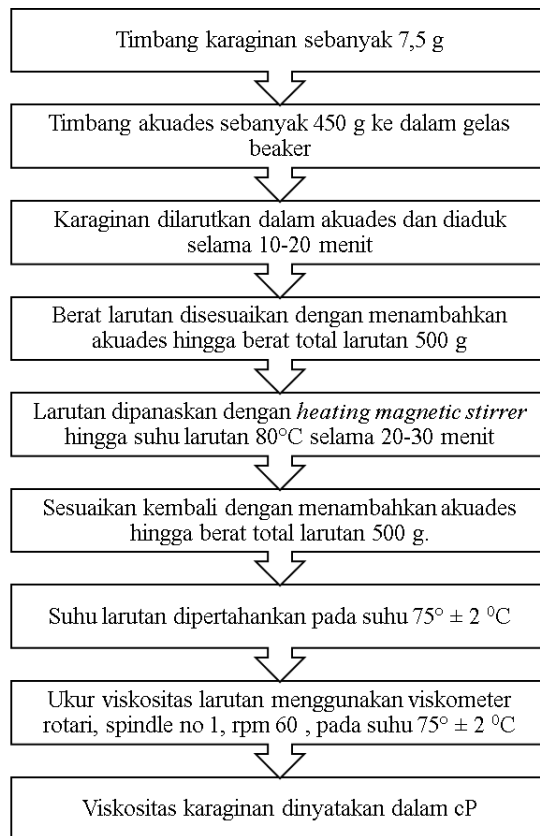 Timbang karaginan sebanyak 7,5 g
Timbang akuades sebanyak 450 g ke dalam gelas
beaker
Karaginan dilarutkan dalam akuades dan diaduk
selama 10-20 menit
Berat larutan disesuaikan dengan menambahkan
akuades hingga berat total larutan 500 g
Larutan dipanaskan dengan heating magnetic stirrer
hingga suhu larutan 80°C selama 20-30 menit
Sesuaikan kembali dengan menambahkan akuades
hingga berat total larutan 500 g.
Suhu larutan dipertahankan pada suhu 75° ± 2 ⁰C
Ukur viskositas larutan menggunakan viskometer
rotari, spindle no 1, rpm 60 , pada suhu 75° ± 2 ⁰C
Viskositas karaginan dinyatakan dalam cP